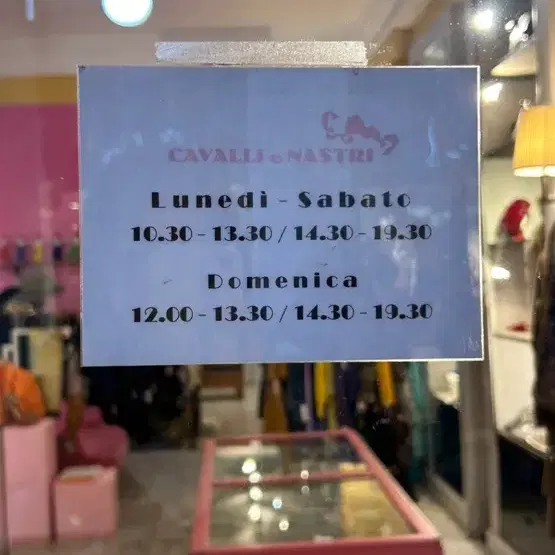 CAVALLI e NASTRI
Lunedì - Sabato
10.30 - 13.30 / 14.30 - 19.30
Domenica
12.00 - 13.30 / 14.30 - 19.30